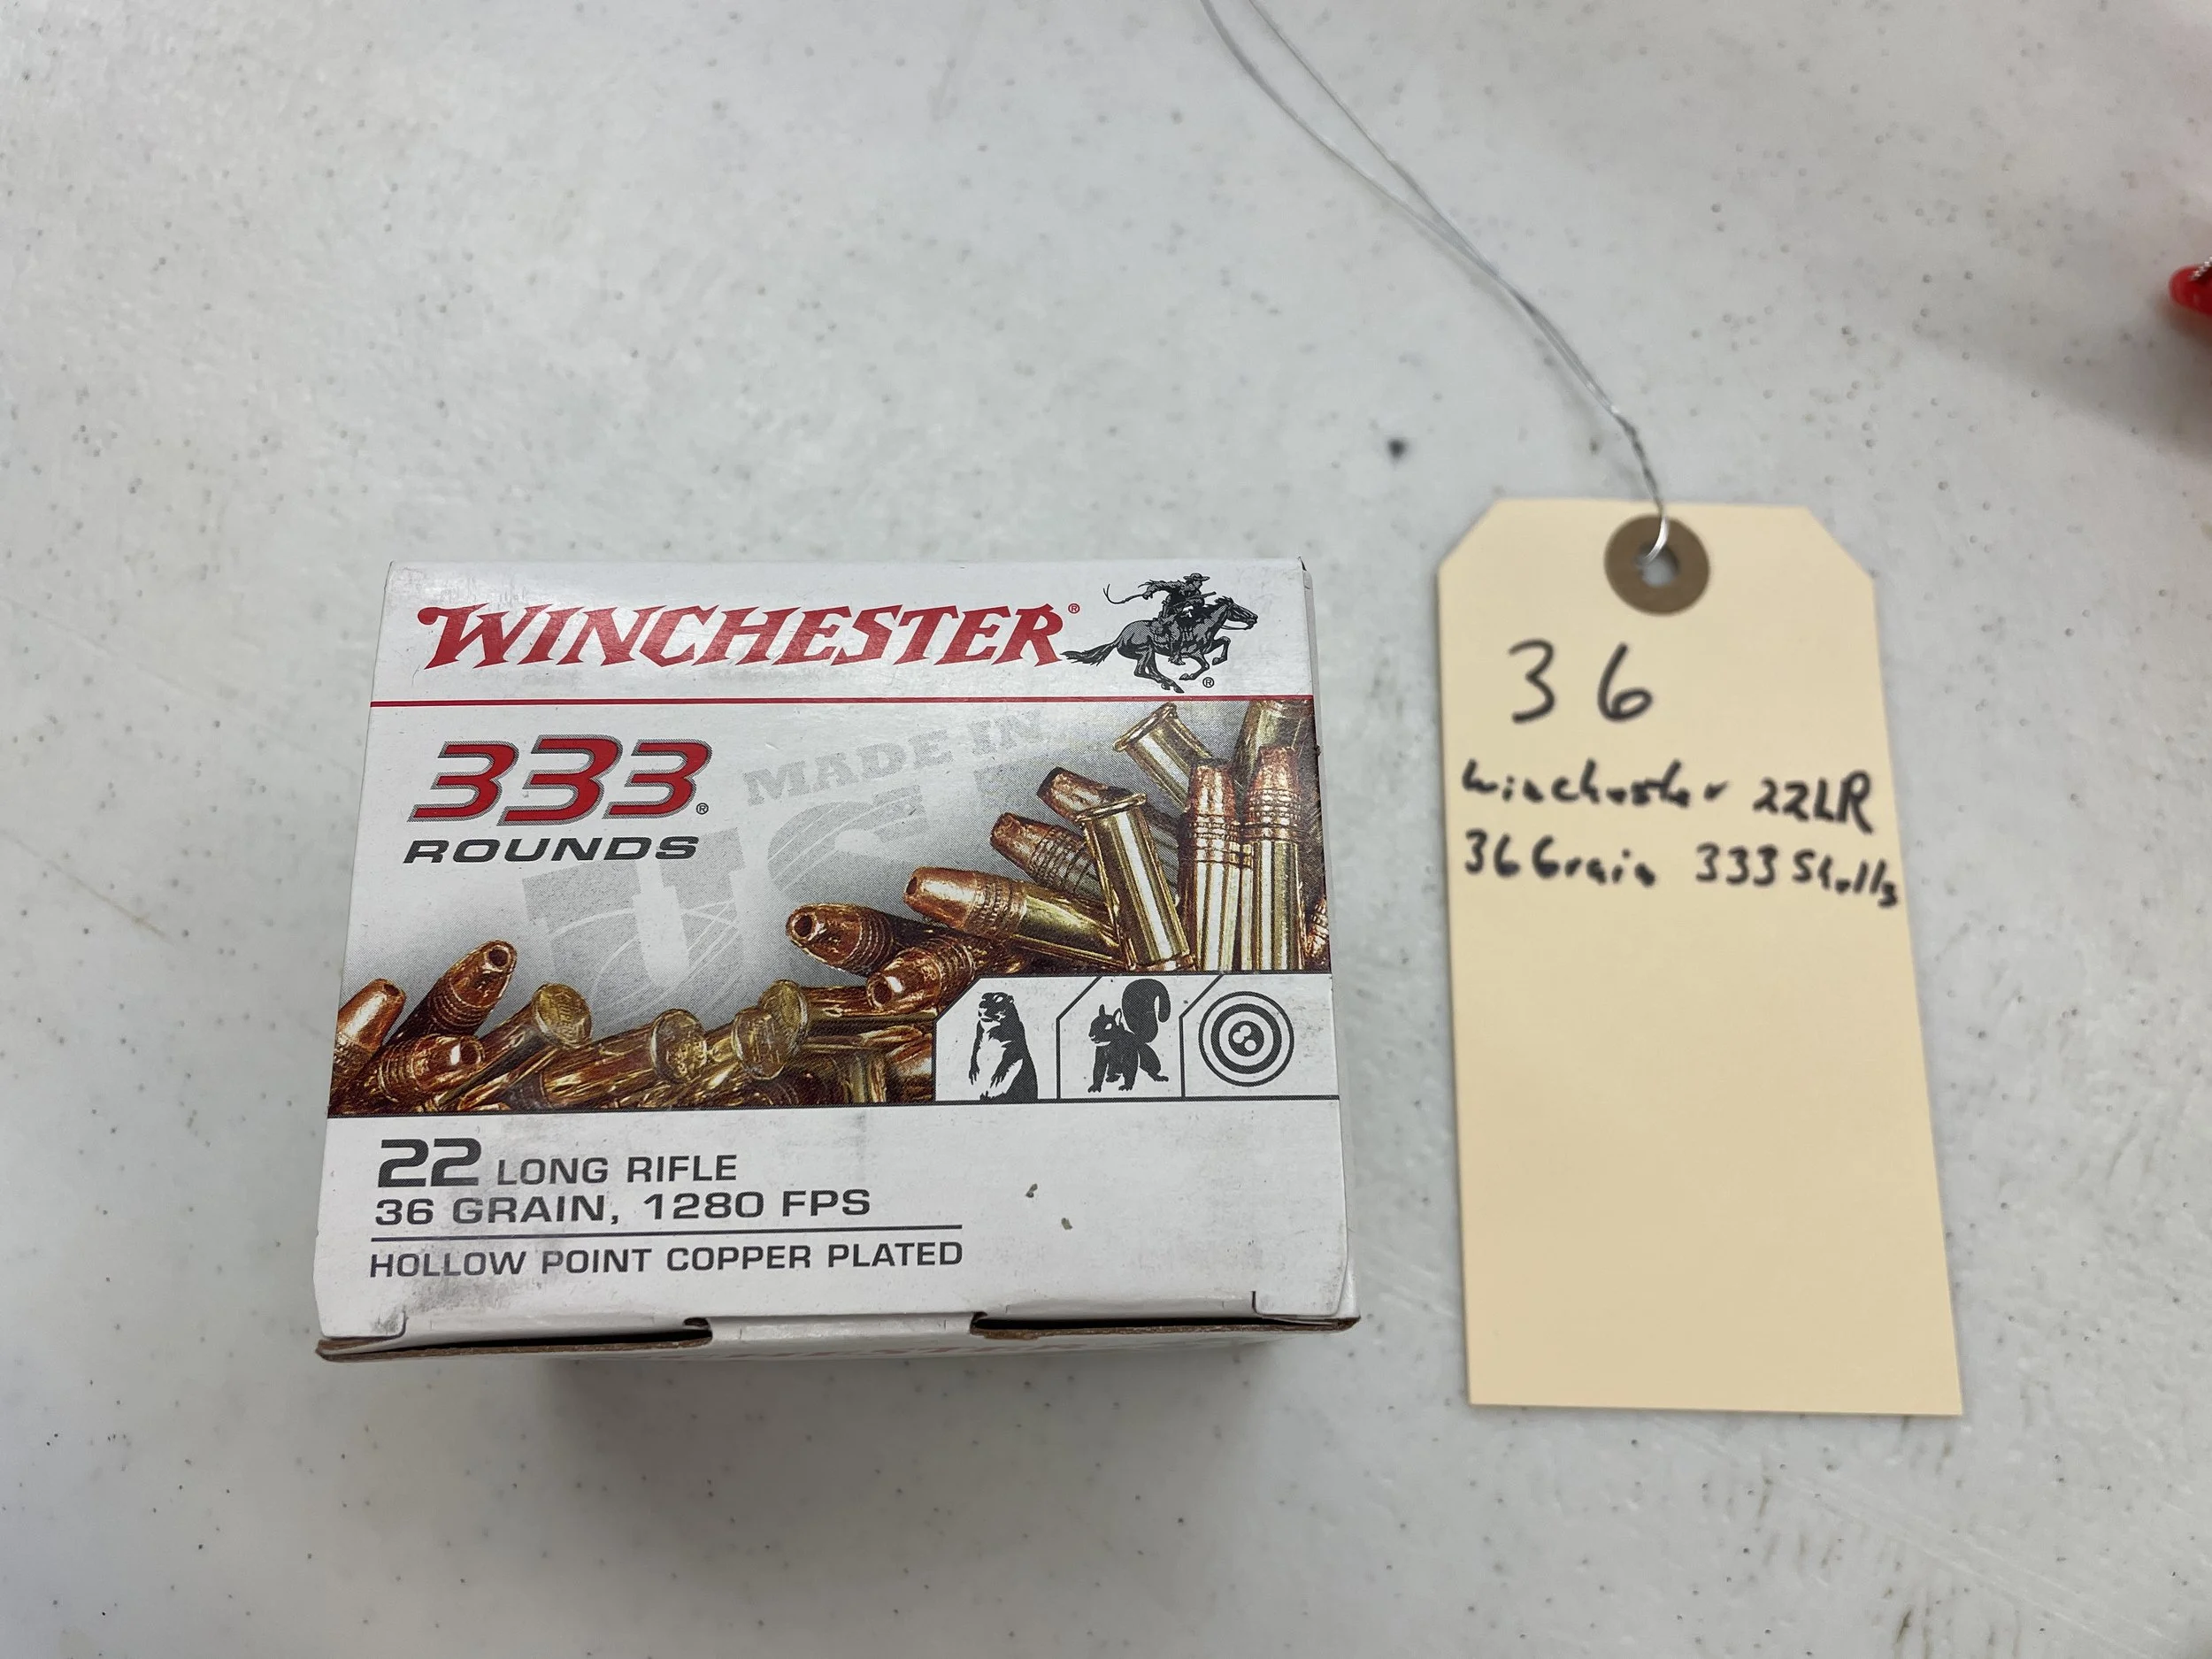 WINCHESTER®
®
333®
ROUNDS
MADE IN
US
22 LONG RIFLE
36 GRAIN, 1280 FPS
HOLLOW POINT COPPER PLATED
36
Winchester 22LR
36 Grain 333 Shells